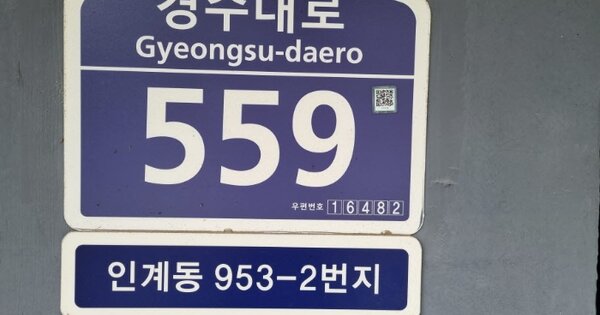 경수대로
Gyeongsu-daero
559
우편번호 16482
인계동 953-2번지